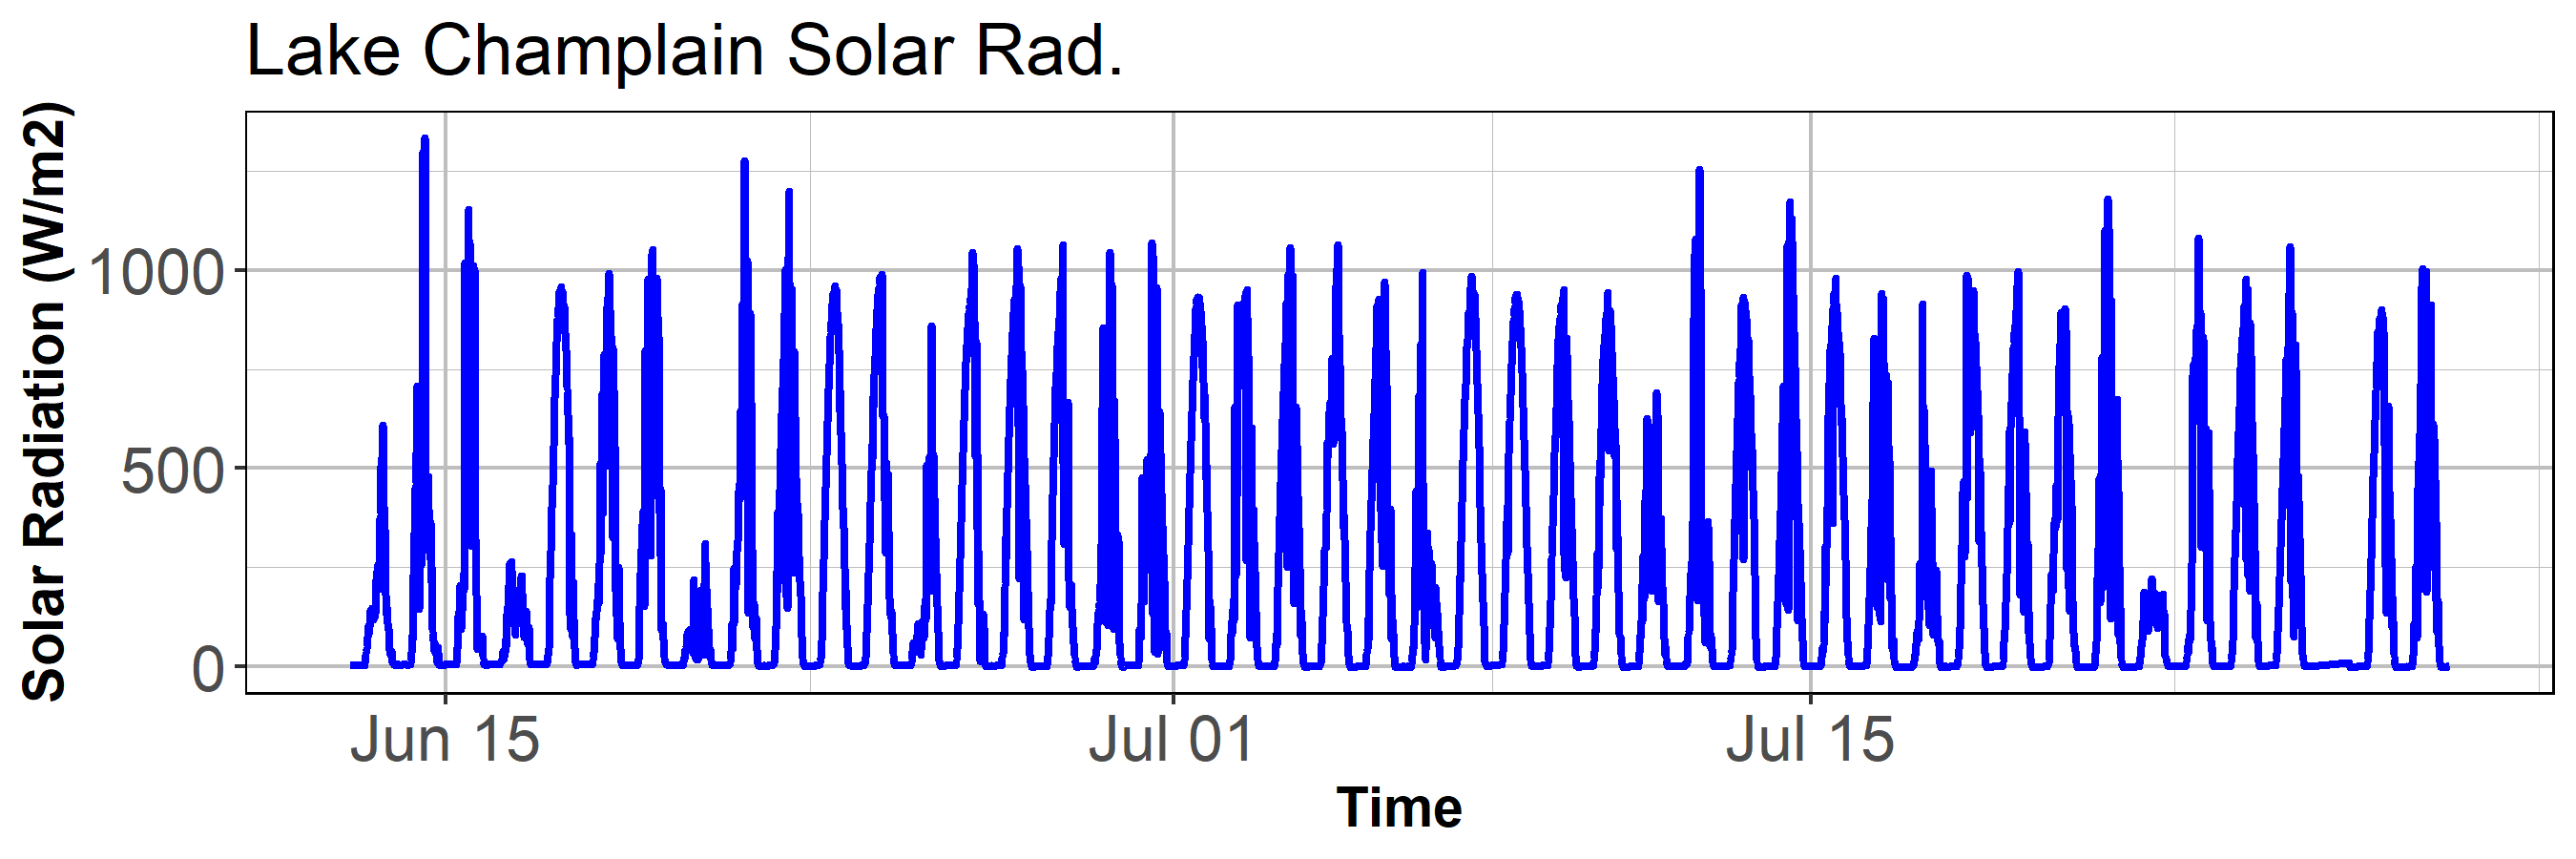 Lake Champlain Solar Rad.
Solar Radiation (W/m2)
1000
500
0
Jun 15
Jul 01
Jul 15
Time